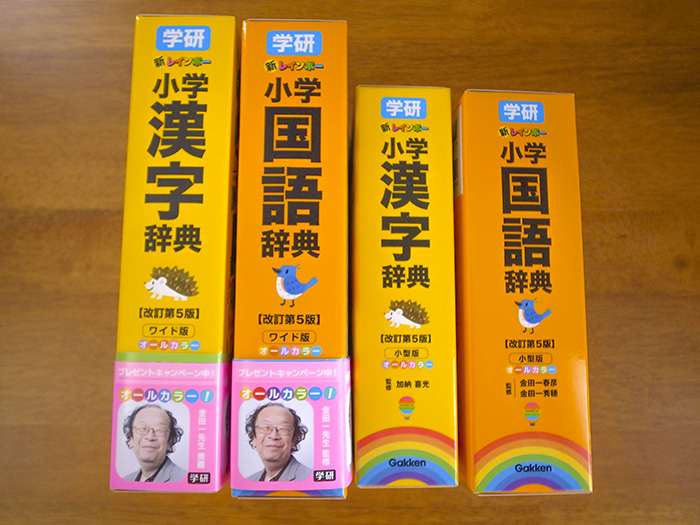 学研
新レインボー
小学
漢字
辞典
【改訂第5版】
ワイド版
オールカラー
プレゼントキャンペーン中!
オールカラー!
学研
学研
新レインボー
小学
国語
辞典
【改訂第5版】
ワイド版
オールカラー
プレゼントキャンペーン中!
オールカラー!
金田一先生 監修
学研
学研
新レインボー
小学
漢字
辞典
【改訂第5版】
小型版
オールカラー
監修 加納 喜光
Gakken
学研
新レインボー
小学
国語
辞典
【改訂第5版】
小型版
オールカラー
監修 金田一春彦
金田一秀穂
Gakken